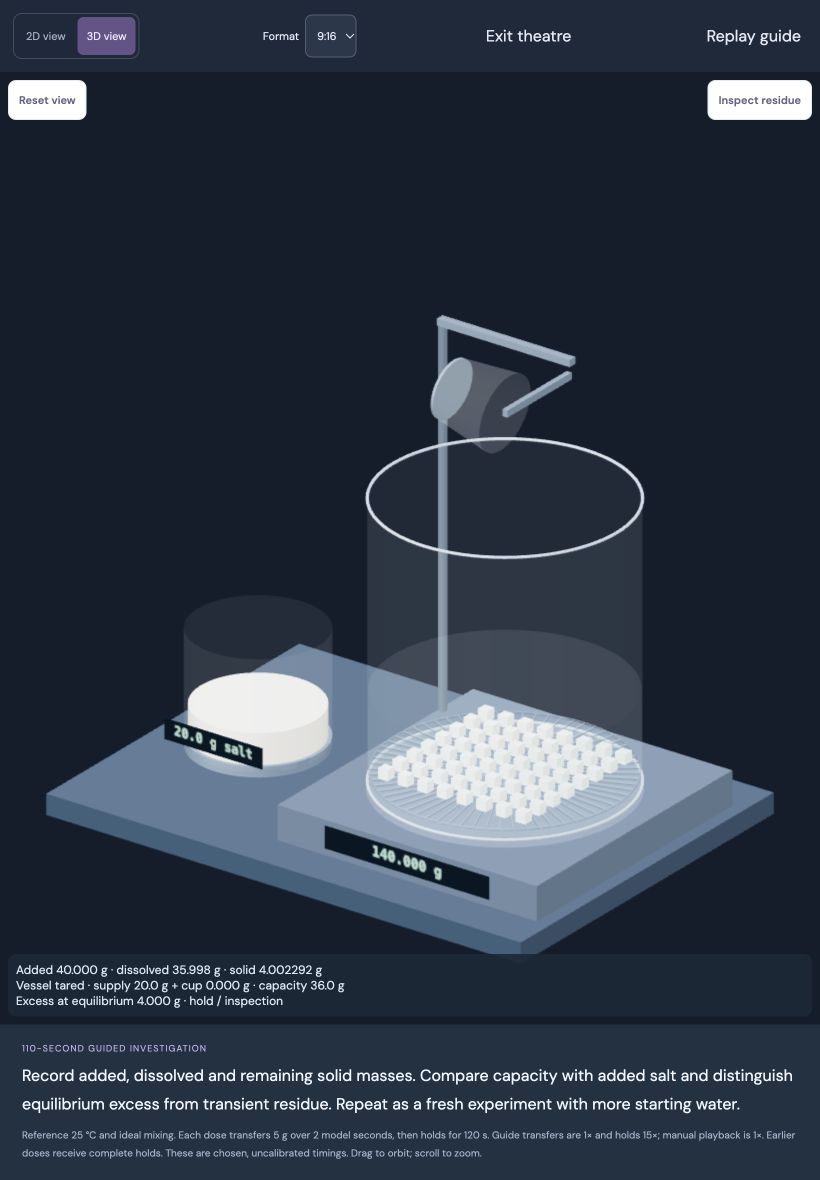 2D view 3D view Format 9:16 Exit theatre Replay guide
Reset view Inspect residue
20.0 g salt
140.000 g
Added 40.000 g · dissolved 35.998 g · solid 4.002292 g
Vessel tared · supply 20.0 g + cup 0.000 g · capacity 36.0 g
Excess at equilibrium 4.000 g · hold / inspection
110-SECOND GUIDED INVESTIGATION
Record added, dissolved and remaining solid masses. Compare capacity with added salt and distinguish
equilibrium excess from transient residue. Repeat as a fresh experiment with more starting water.
Reference 25 °C and ideal mixing. Each dose transfers 5 g over 2 model seconds, then holds for 120 s. Guide transfers are 1× and holds 15×; manual playback is 1×. Earlier
doses receive complete holds. These are chosen, uncalibrated timings. Drag to orbit; scroll to zoom.